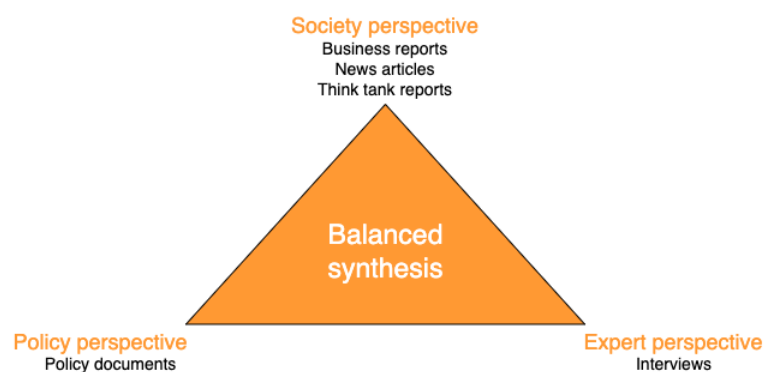 Society perspective
Business reports
News articles
Think tank reports
Balanced
synthesis
Policy perspective
Policy documents
Expert perspective
Interviews